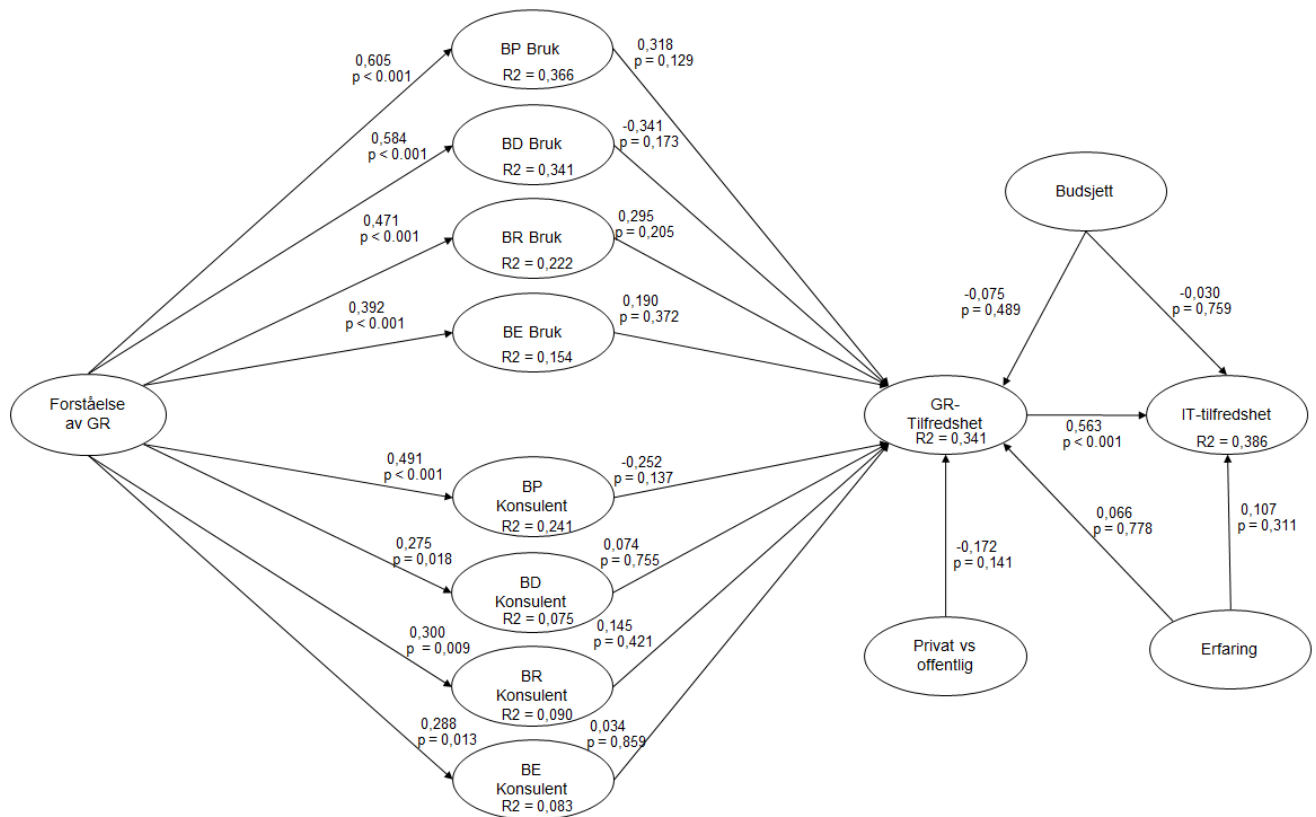 BP Bruk
R2 = 0,366
0,605
p < 0.001
0,318
p = 0,129
BD Bruk
R2 = 0,341
0,584
p < 0.001
-0,341
p = 0,173
BR Bruk
R2 = 0,222
0,471
p < 0.001
0,295
p = 0,205
BE Bruk
R2 = 0,154
0,392
p < 0.001
0,190
p = 0,372
Budsjett
-0,075
p = 0,489
-0,030
p = 0,759
Forståelse
av GR
GR-
Tilfredshet
R2 = 0,341
0,563
p < 0.001
IT-tilfredshet
R2 = 0,386
0,491
p < 0.001
BP
Konsulent
R2 = 0,241
-0,252
p = 0,137
0,275
p = 0,018
BD
Konsulent
R2 = 0,075
0,074
p = 0,755
0,300
p = 0,009
BR
Konsulent
R2 = 0,090
0,145
p = 0,421
0,288
p = 0,013
BE
Konsulent
R2 = 0,083
0,034
p = 0,859
-0,172
p = 0,141
0,066
p = 0,778
0,107
p = 0,311
Privat vs
offentlig
Erfaring